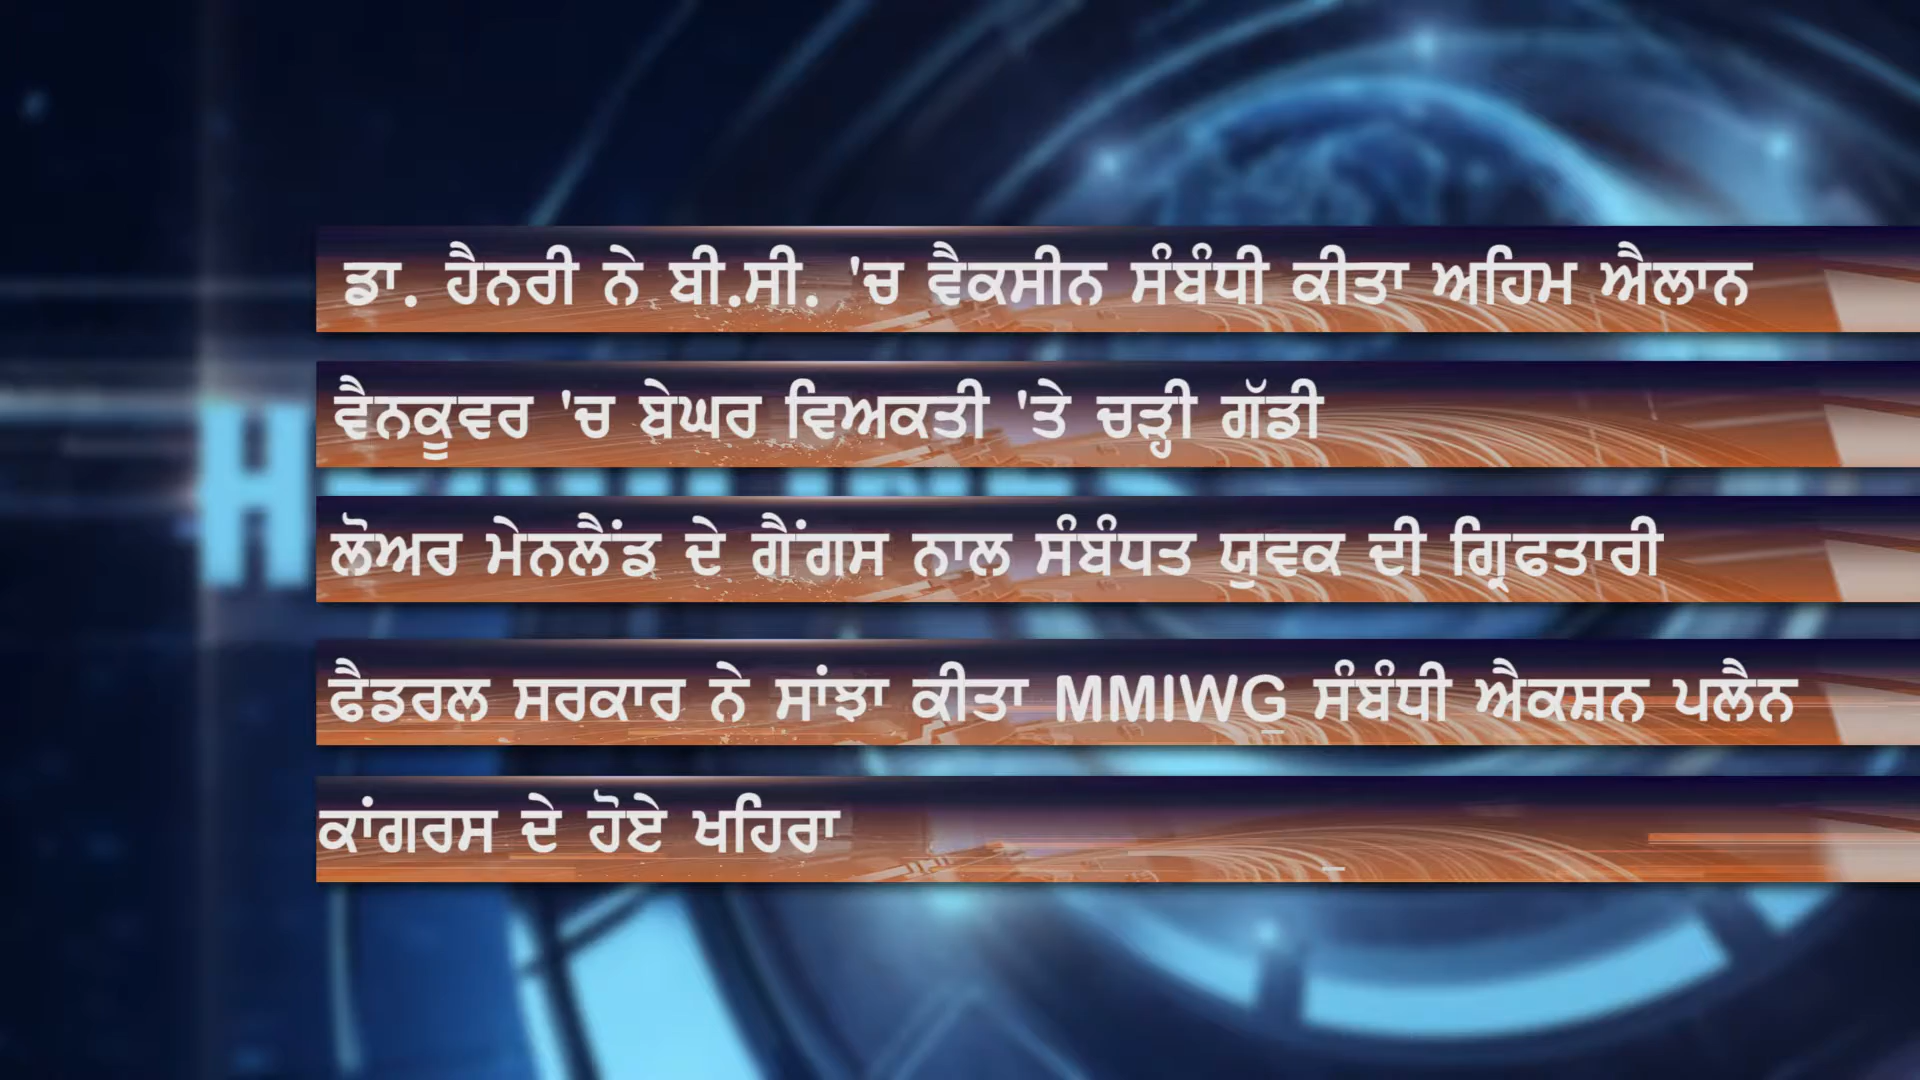 ਡਾ. ਹੈਨਰੀ ਨੇ ਬੀ.ਸੀ. 'ਚ ਵੈਕਸੀਨ ਸੰਬੰਧੀ ਕੀਤਾ ਅਹਿਮ ਐਲਾਨ
ਵੈਨਕੂਵਰ 'ਚ ਬੇਘਰ ਵਿਅਕਤੀ 'ਤੇ ਚੜ੍ਹੀ ਗੱਡੀ
ਲੋਅਰ ਮੇਨਲੈਂਡ ਦੇ ਗੈਂਗਸ ਨਾਲ ਸੰਬੰਧਤ ਯੁਵਕ ਦੀ ਗ੍ਰਿਫਤਾਰੀ
ਫੈਡਰਲ ਸਰਕਾਰ ਨੇ ਸਾਂਝਾ ਕੀਤਾ MMIWG ਸੰਬੰਧੀ ਐਕਸ਼ਨ ਪਲੈਨ
ਕਾਂਗਰਸ ਦੇ ਹੋਏ ਖਹਿਰਾ